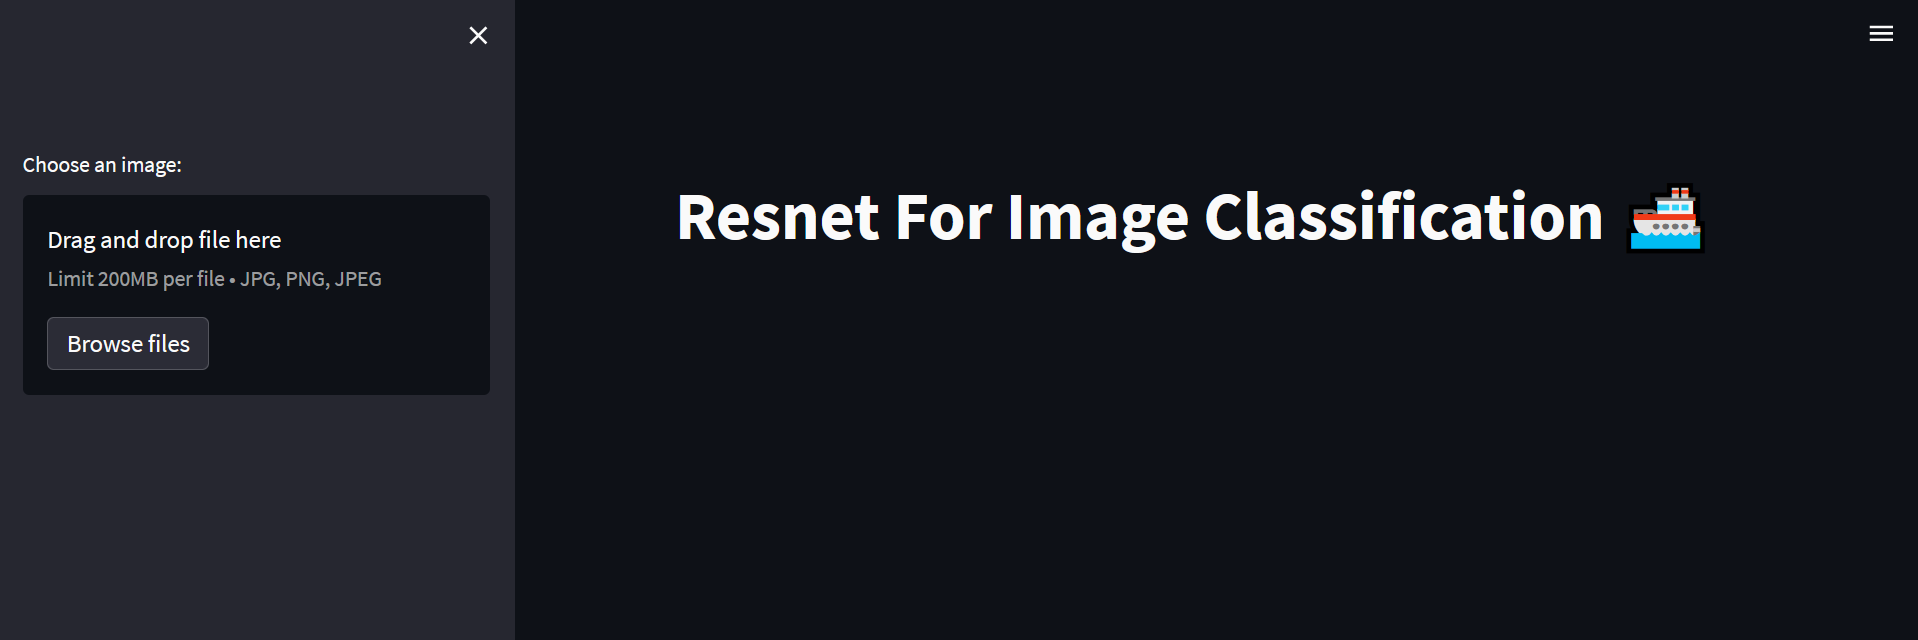 Choose an image:
Drag and drop file here
Limit 200MB per file • JPG, PNG, JPEG
Browse files
Resnet For Image Classification